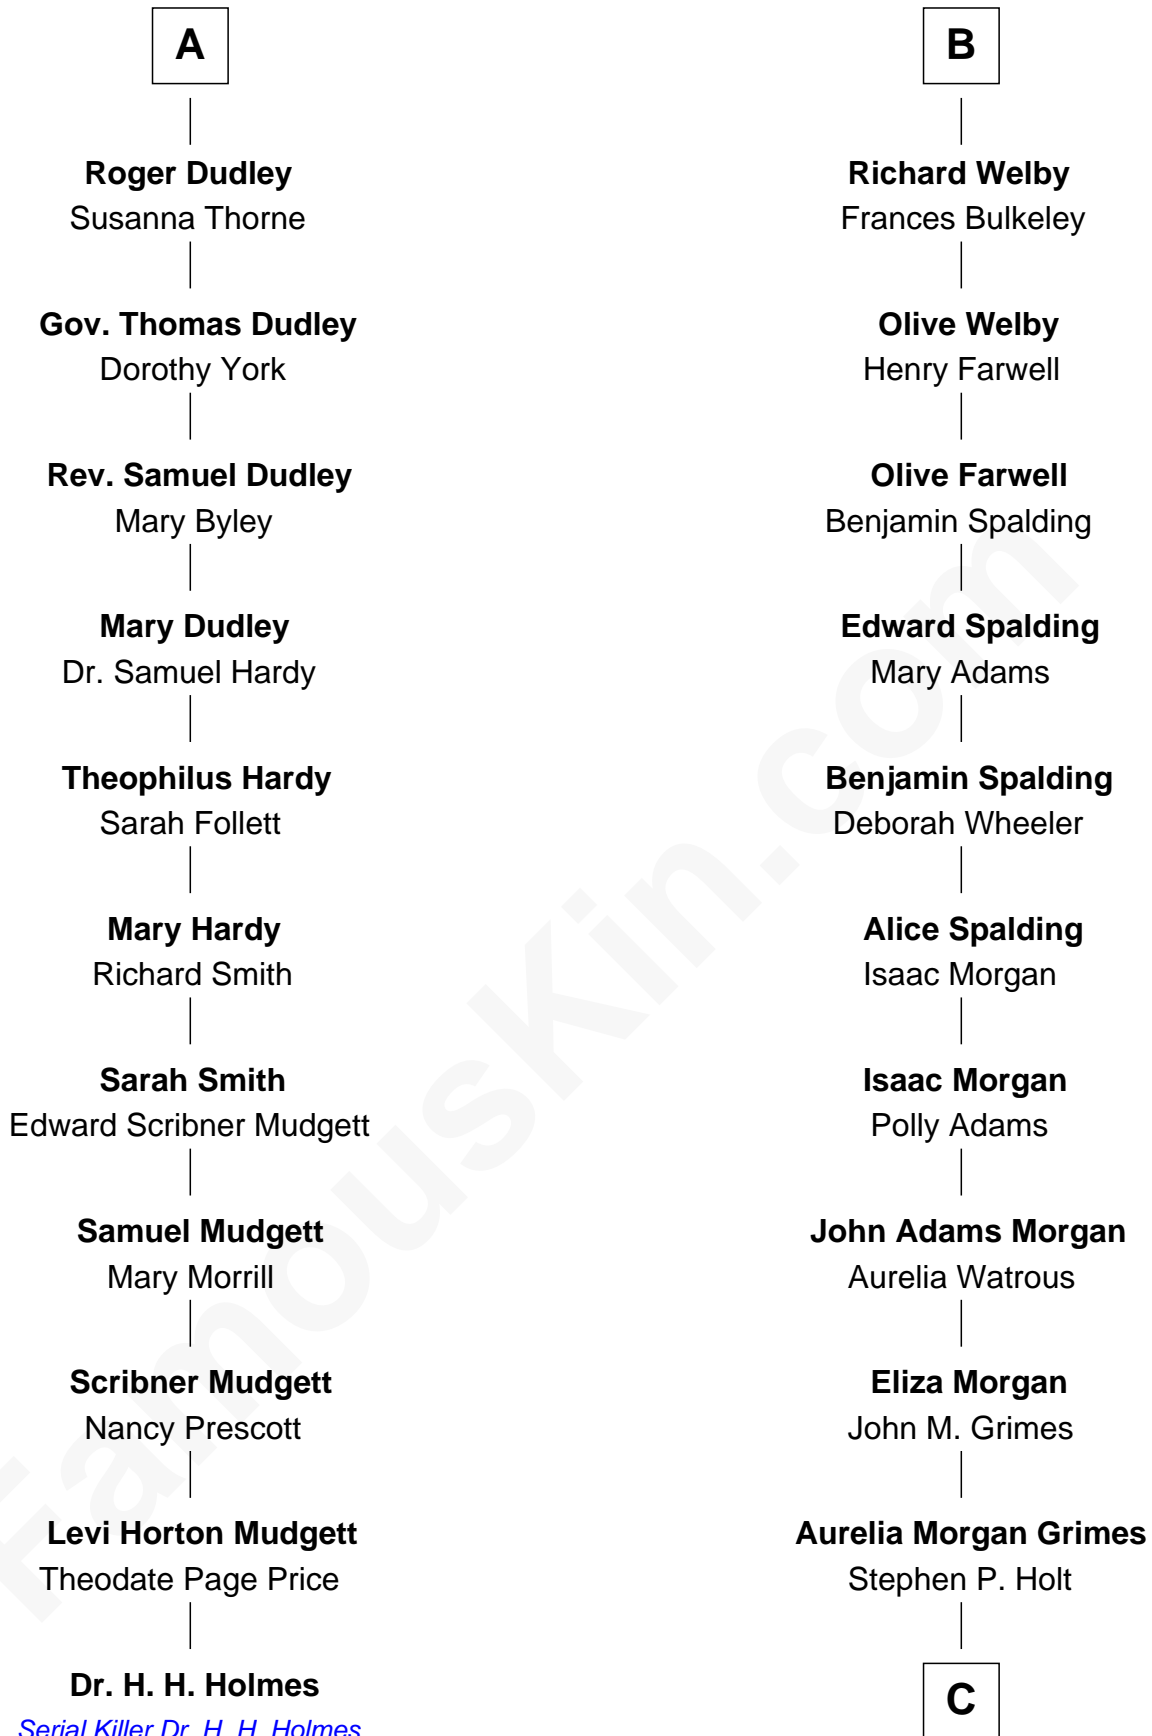 A
Roger Dudley
Susanna Thorne
Gov. Thomas Dudley
Dorothy York
Rev. Samuel Dudley
Mary Byley
Mary Dudley
Dr. Samuel Hardy
Theophilus Hardy
Sarah Follett
Mary Hardy
Richard Smith
Sarah Smith
Edward Scribner Mudgett
Samuel Mudgett
Mary Morrill
Scribner Mudgett
Nancy Prescott
Levi Horton Mudgett
Theodate Page Price
Dr. H. H. Holmes
Serial Killer Dr. H. H. Holmes
B
Richard Welby
Frances Bulkeley
Olive Welby
Henry Farwell
Olive Farwell
Benjamin Spalding
Edward Spalding
Mary Adams
Benjamin Spalding
Deborah Wheeler
Alice Spalding
Isaac Morgan
Isaac Morgan
Polly Adams
John Adams Morgan
Aurelia Watrous
Eliza Morgan
John M. Grimes
Aurelia Morgan Grimes
Stephen P. Holt
C
FamousKin.com